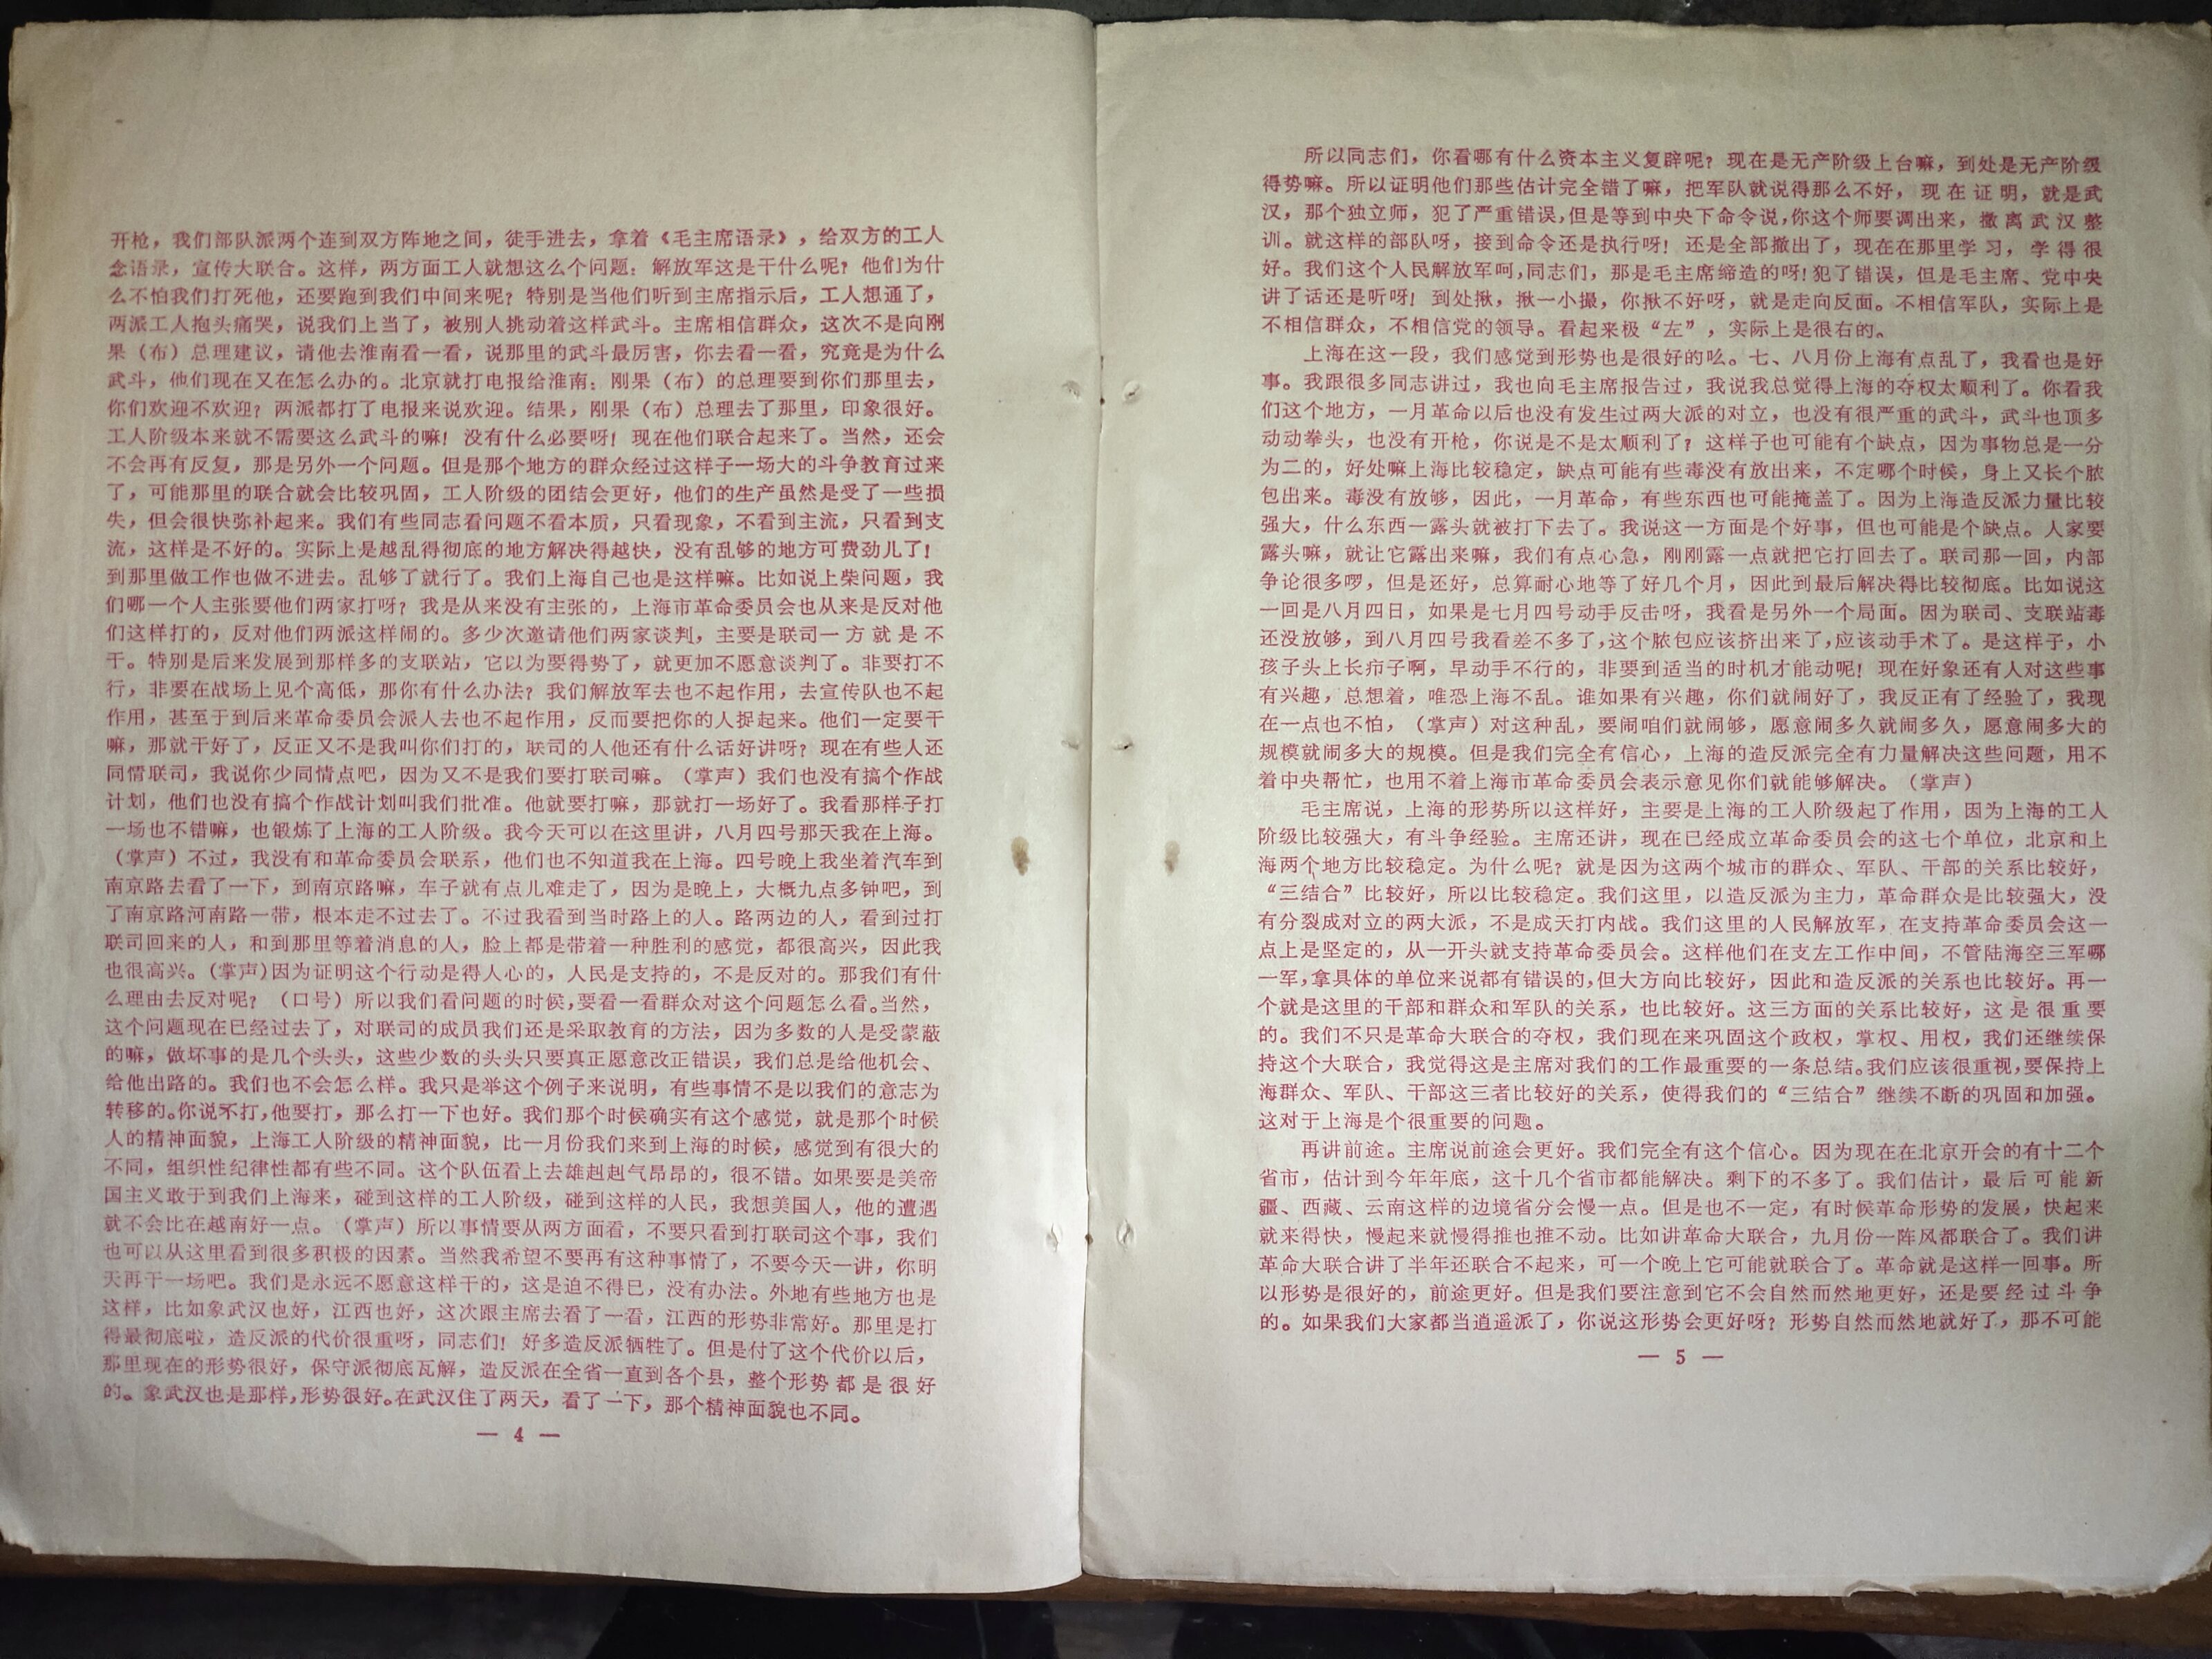 开枪，我们部队派两个连到双方阵地之间，徒手进去，拿着《毛主席语录》，给双方的工人
念语录，宣传大联合。这样，两方面工人就想这么个问题：解放军这是干什么呢？他们为什
么不怕我们打死他，还要跑到我们中间来呢？特别是当他们听到主席指示后，工人想通了，
两派工人抱头痛哭，说我们上当了，被别人挑动着这样武斗。主席相信群众，这次不是向刚
果（布）总理建议，请他去淮南看一看，说那里的武斗最厉害，你去看一看，究竟是为什么
武斗，他们现在又在怎么办的。北京就打电报给淮南：刚果（布）的总理要到你们那里去，
你们欢迎不欢迎？两派都打了电报来说欢迎。结果，刚果（布）总理去了那里，印象很好。
工人阶级本来就不需要这么武斗的嘛！没有什么必要呀！现在他们联合起来了。当然，还会
不会再有反复，那是另外一个问题。但是那个地方的群众经过这样子一场大的斗争教育过来
了，可能那里的联合就会比较巩固，工人阶级的团结会更好，他们的生产虽然是受了一些损
失，但会很快弥补起来。我们有些同志看问题不看本质，只看现象，不看到主流，只看到支
流，这样是不好的。实际上是越乱得彻底的地方解决得越快，没有乱够的地方可费劲儿了！
到那里做工作也做不进去。乱够了就行了。我们上海自己也是这样嘛。比如说上柴问题，我
们哪一个人主张要他们两家打呀？我是从来没有主张的，上海市革命委员会也从来是反对他
们这样打的，反对他们两派这样闹的。多少次邀请他们两家谈判，主要是联司一方就是不
干。特别是后来发展到那样多的支联站，它以为要得势了，就更加不愿意谈判了。非要打不
行，非要在战场上见个高低，那你有什么办法？我们解放军去也不起作用，去宣传队也不起
作用，甚至于到后来革命委员会派人去也不起作用，反而要把你的人捉起来。他们一定要干
嘛，那就干好了，反正又不是我叫你们打的，联司的人他还有什么话好讲呀？现在有些人还
同情联司，我说你少同情点吧，因为又不是我们要打联司嘛。（掌声）我们也没有搞个作战
计划，他们也没有搞个作战计划叫我们批准。他就要打嘛，那就打一场好了。我看那样子打
一场也不错嘛，也锻炼了上海的工人阶级。我今天可以在这里讲，八月四号那天我在上海。
（掌声）不过，我没有和革命委员会联系，他们也不知道我在上海。四号晚上我坐着汽车到
南京路去看了一下，到南京路嘛，车子就有点儿难走了，因为是晚上，大概九点多钟吧，到
了南京路河南路一带，根本走不过去了。不过我看到当时路上的人。路两边的人，看到过打
联司回来的人，和到那里等着消息的人，脸上都是带着一种胜利的感觉，都很高兴，因此我
也很高兴。（掌声）因为证明这个行动是得人心的，人民是支持的，不是反对的。那我们有什
么理由去反对呢？（口号）所以我们看问题的时候，要看一看群众对这个问题怎么看。当然，
这个问题现在已经过去了，对联司的成员我们还是采取教育的方法，因为多数的人是受蒙蔽
的嘛，做坏事的是几个头头，这些少数的头头只要真正愿意改正错误，我们总是给他机会、
给他出路的。我们也不会怎么样。我只是举这个例子来说明，有些事情不是以我们的意志为
转移的。你说不打，他要打，那么打一下也好。我们那个时候确实有这个感觉，就是那个时候
人的精神面貌，上海工人阶级的精神面貌，比一月份我们来到上海的时候，感觉到有很大的
不同，组织性纪律性都有些不同。这个队伍看上去雄赳赳气昂昂的，很不错。如果要是美帝
国主义敢于到我们上海来，碰到这样的工人阶级，碰到这样的人民，我想美国人，他的遭遇
就不会比在越南好一点。（掌声）所以事情要从两方面看，不要只看到打联司这个事，我们
也可以从这里看到很多积极的因素。当然我希望不要再有这种事情了，不要今天一讲，你明
天再干一场吧。我们是永远不愿意这样干的，这是迫不得已，没有办法。外地有些地方也是
这样，比如象武汉也好，江西也好，这次跟主席去看了一看，江西的形势非常好。那里是打
得最彻底啦，造反派的代价很重呀，同志们！好多造反派牺牲了。但是付了这个代价以后，
那里现在的形势很好，保守派彻底瓦解，造反派在全省一直到各个县，整个形势都是很好
的。象武汉也是那样，形势很好。在武汉住了两天，看了一下，那个精神面貌也不同。
— 4 —
所以同志们，你看哪有什么资本主义复辟呢？现在是无产阶级上台嘛，到处是无产阶级
得势嘛。所以证明他们那些估计完全错了嘛，把军队就说得那么不好，现在证明，就是武
汉，那个独立师，犯了严重错误，但是等到中央下命令说，你这个师要调出来，撤离武汉整
训。就这样的部队呀，接到命令还是执行呀！还是全部撤出了，现在在那里学习，学得很
好。我们这个人民解放军呵，同志们，那是毛主席缔造的呀！犯了错误，但是毛主席、党中央
讲了话还是听呀！到处揪，揪一小撮，你揪不好呀，就是走向反面。不相信军队，实际上是
不相信群众，不相信党的领导。看起来极“左”，实际上是很右的。
上海在这一段，我们感觉到形势也是很好的么。七、八月份上海有点乱了，我看也是好
事。我跟很多同志讲过，我也向毛主席报告过，我说我总觉得上海的夺权太顺利了。你看我
们这个地方，一月革命以后也没有发生过两大派的对立，也没有很严重的武斗，武斗也顶多
动动拳头，也没有开枪，你说是不是太顺利了？这样子也可能有个缺点，因为事物总是一分
为二的，好处嘛上海比较稳定，缺点可能有些毒没有放出来，不定哪个时候，身上又长个脓
包出来。毒没有放够，因此，一月革命，有些东西也可能掩盖了。因为上海造反派力量比较
强大，什么东西一露头就被打下去了。我说这一方面是个好事，但也可能是个缺点。人家要
露头嘛，就让它露出来嘛，我们有点心急，刚刚露一点就把它打回去了。联司那一回，内部
争论很多啰，但是还好，总算耐心地等了好几个月，因此到最后解决得比较彻底。比如说这
一回是八月四日，如果是七月四号动手反击呀，我看是另外一个局面。因为联司、支联站毒
还没放够，到八月四号我看差不多了，这个脓包应该挤出来了，应该动手术了。是这样子，小
孩子头上长疖子啊，早动手不行的，非要到适当的时机才能动呢！现在好象还有人对这些事
有兴趣，总想着，唯恐上海不乱。谁如果有兴趣，你们就闹好了，我反正有了经验了，我现
在一点也不怕，（掌声）对这种乱，要闹咱们就闹够，愿意闹多久就闹多久，愿意闹多大的
规模就闹多大的规模。但是我们完全有信心，上海的造反派完全有力量解决这些问题，用不
着中央帮忙，也用不着上海市革命委员会表示意见你们就能够解决。（掌声）
毛主席说，上海的形势所以这样好，主要是上海的工人阶级起了作用，因为上海的工人
阶级比较强大，有斗争经验。主席还讲，现在已经成立革命委员会的这七个单位，北京和上
海两个地方比较稳定。为什么呢？就是因为这两个城市的群众、军队、干部的关系比较好，
“三结合”比较好，所以比较稳定。我们这里，以造反派为主力，革命群众是比较强大，没
有分裂成对立的两大派，不是成天打内战。我们这里的人民解放军，在支持革命委员会这一
点上是坚定的，从一开头就支持革命委员会。这样他们在支左工作中间，不管陆海空三军哪
一军，拿具体的单位来说都有错误的，但大方向比较好，因此和造反派的关系也比较好。再一
个就是这里的干部和群众和军队的关系，也比较好。这三方面的关系比较好，这是很重要
的。我们不只是革命大联合的夺权，我们现在来巩固这个政权，掌权、用权，我们还继续保
持这个大联合，我觉得这是主席对我们的工作最重要的一条总结。我们应该很重视，要保持上
海群众、军队、干部这三者比较好的关系，使得我们的“三结合”继续不断的巩固和加强。
这对于上海是个很重要的问题。
再讲前途。主席说前途会更好。我们完全有这个信心。因为现在在北京开会的有十二个
省市，估计到今年年底，这十几个省市都能解决。剩下的不多了。我们估计，最后可能新
疆、西藏、云南这样的边境省分会慢一点。但是也不一定，有时候革命形势的发展，快起来
就来得快，慢起来就慢得推也推不动。比如讲革命大联合，九月份一阵风都联合了。我们讲
革命大联合讲了半年还联合不起来，可一个晚上它可能就联合了。革命就是这样一回事。所
以形势是很好的，前途更好。但是我们要注意到它不会自然而然地更好，还是要经过斗争
的。如果我们大家都当逍遥派了，你说这形势会更好呀？形势自然而然地就好了，那不可能
— 5 —